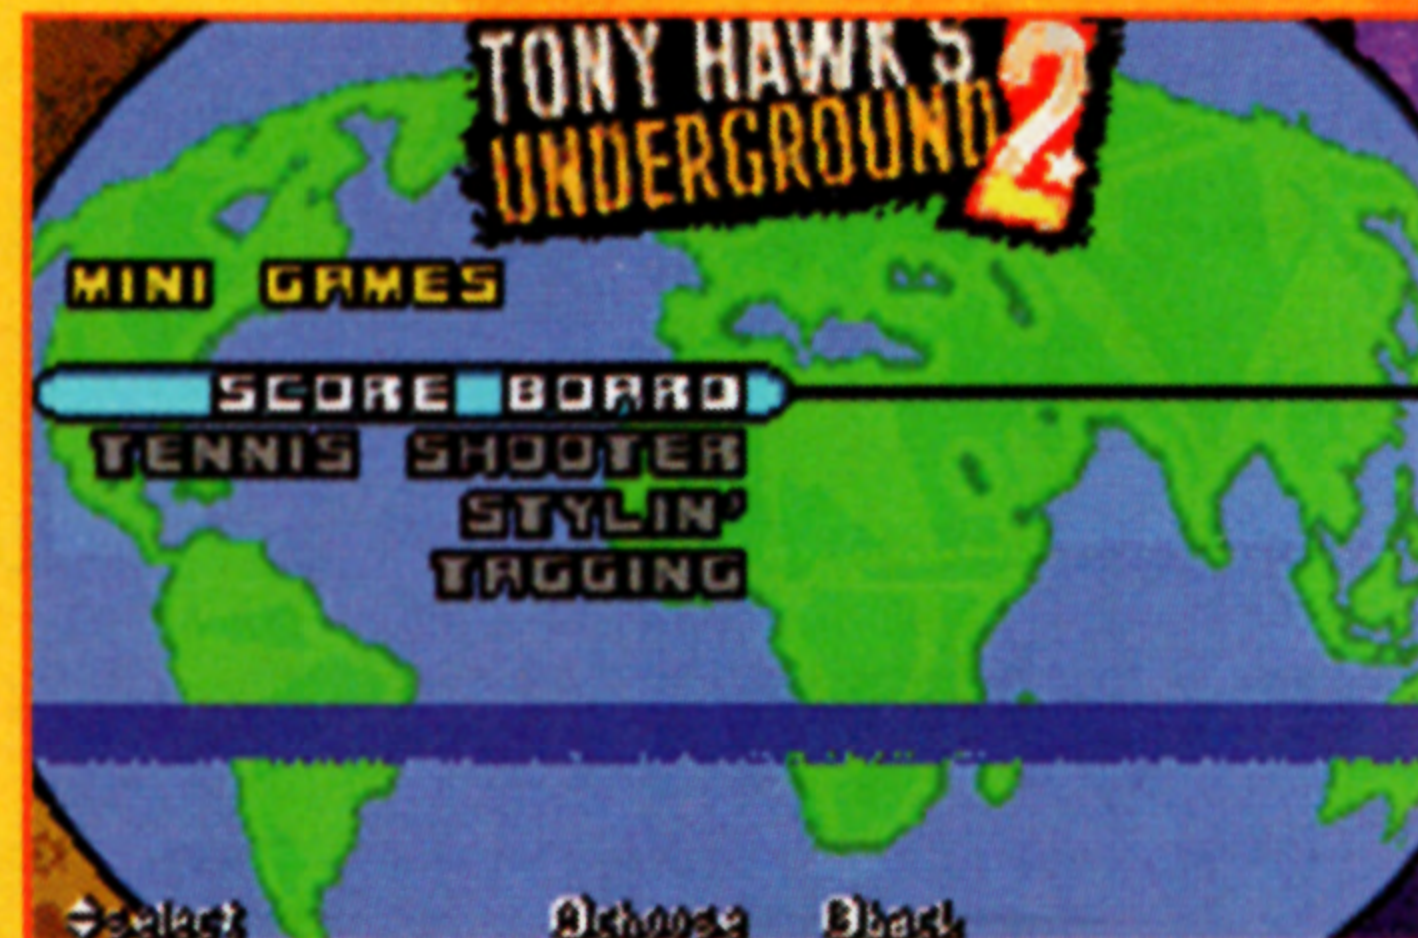 TONY HAWK'S
UNDERGROUND 2
MINI GAMES
SCORE BOARD
TENNIS SHOOTER
STYLIN'
TAGGING
select A choose B back